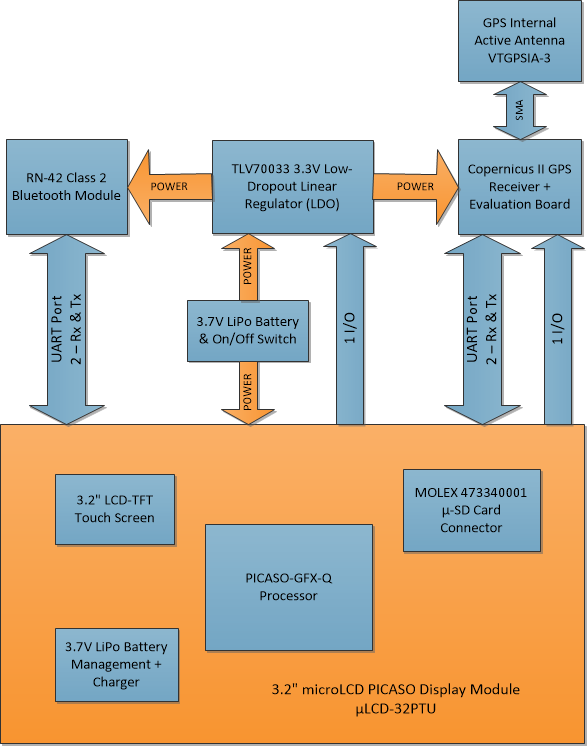 GPS Internal
Active Antenna
VTGPSIA-3
SMA
RN-42 Class 2
Bluetooth Module
POWER
TLV70033 3.3V Low-
Dropout Linear
Regulator (LDO)
POWER
Copernicus II GPS
Receiver +
Evaluation Board
UART Port
2 – Rx & Tx
POWER
3.7V LiPo Battery
& On/Off Switch
POWER
1 I/O
UART Port
2 – Rx & Tx
1 I/O
3.2" LCD-TFT
Touch Screen
MOLEX 473340001
µ-SD Card
Connector
PICASO-GFX-Q
Processor
3.7V LiPo Battery
Management +
Charger
3.2" microLCD PICASO Display Module
µLCD-32PTU